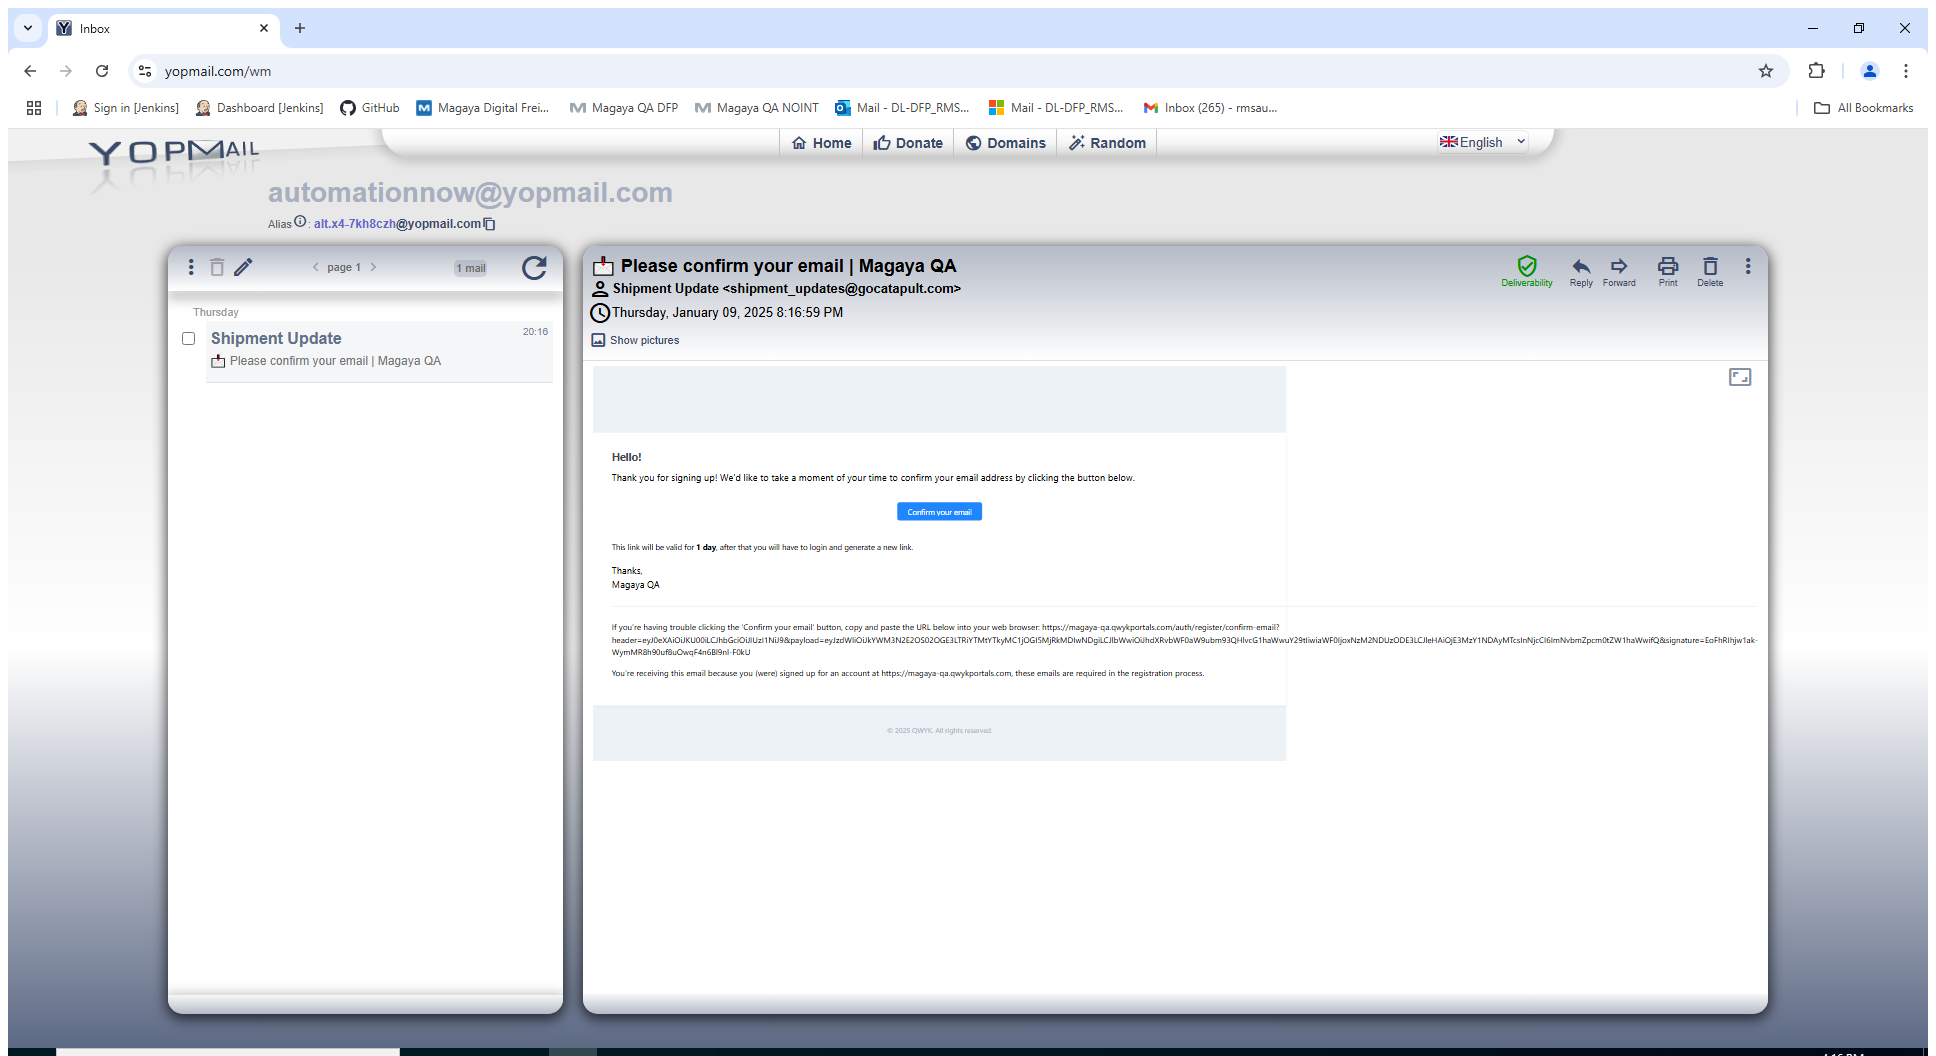 Inbox
yopmail.com/wm
Sign in [Jenkins]
Dashboard [Jenkins]
GitHub
Magaya Digital Frei...
Magaya QA DFP
Magaya QA NOINT
Mail - DL-DFP_RMS...
Mail - DL-DFP_RMS...
Inbox (265) - rmsau...
All Bookmarks
YOPMAIL
Home
Donate
Domains
Random
English
automationnow@yopmail.com
Alias : alt.x4-7kh8czh@yopmail.com
page 1
1 mail
Thursday
Shipment Update
20:16
Please confirm your email | Magaya QA
Please confirm your email | Magaya QA
Shipment Update <shipment_updates@gocatapult.com>
Thursday, January 09, 2025 8:16:59 PM
Show pictures
Deliverability
Reply
Forward
Print
Delete
Hello!
Thank you for signing up! We'd like to take a moment of your time to confirm your email address by clicking the button below.
Confirm your email
This link will be valid for 1 day, after that you will have to login and generate a new link.
Thanks,
Magaya QA
If you're having trouble clicking the 'Confirm your email' button, copy and paste the URL below into your web browser: https://magaya-qa.qwykportals.com/auth/register/confirm-email?
You're receiving this email because you (were) signed up for an account at https://magaya-qa.qwykportals.com, these emails are required in the registration process.
© 2025 QWYK. All rights reserved.